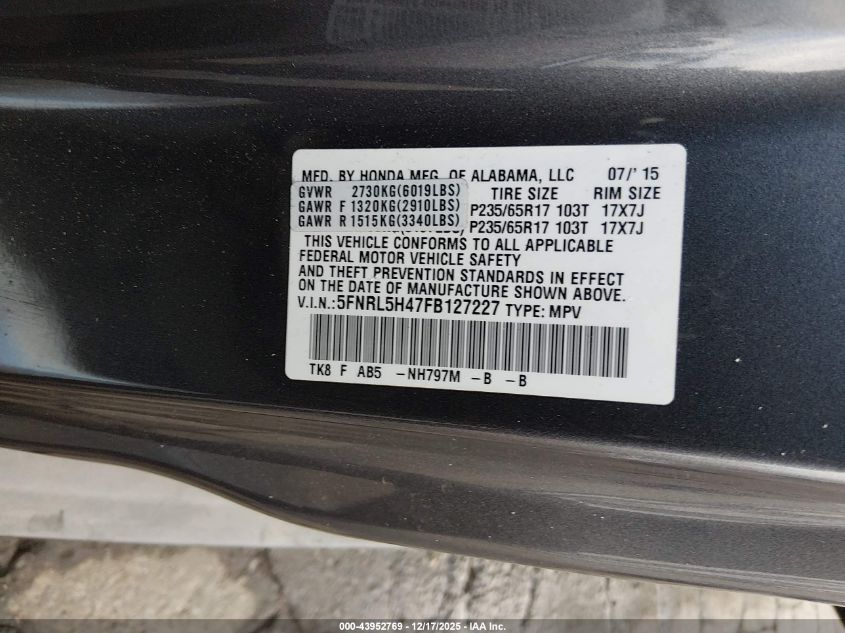 MFD. BY HONDA MFG. OF ALABAMA, LLC 07/'15
GVWR 2730KG(6019LBS) TIRE SIZE RIM SIZE
GAWR F 1320KG(2910LBS) P235/65R17 103T 17X7J
GAWR R 1515KG(3340LBS) P235/65R17 103T 17X7J
THIS VEHICLE CONFORMS TO ALL APPLICABLE
FEDERAL MOTOR VEHICLE SAFETY
AND THEFT PREVENTION STANDARDS IN EFFECT
ON THE DATE OF MANUFACTURE SHOWN ABOVE.
V.I.N.:5FNRL5H47FB127227 TYPE: MPV
TK8 F AB5 -NH797M -B -B
000-43952769 - 12/17/2025 - IAA, Inc.